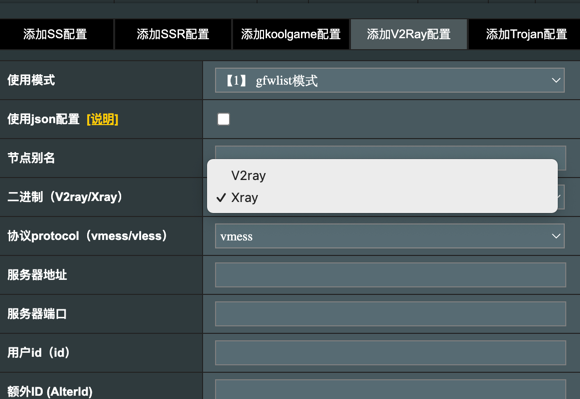 添加SS配置 添加SSR配置 添加koolgame配置 添加V2Ray配置 添加Trojan配置
使用模式 【1】 gfwlist模式
使用json配置 [说明]
节点别名
V2ray
二进制（V2ray/Xray） ✓ Xray
协议protocol（vmess/vless） vmess
服务器地址
服务器端口
用户id（id）
额外ID (AlterId)